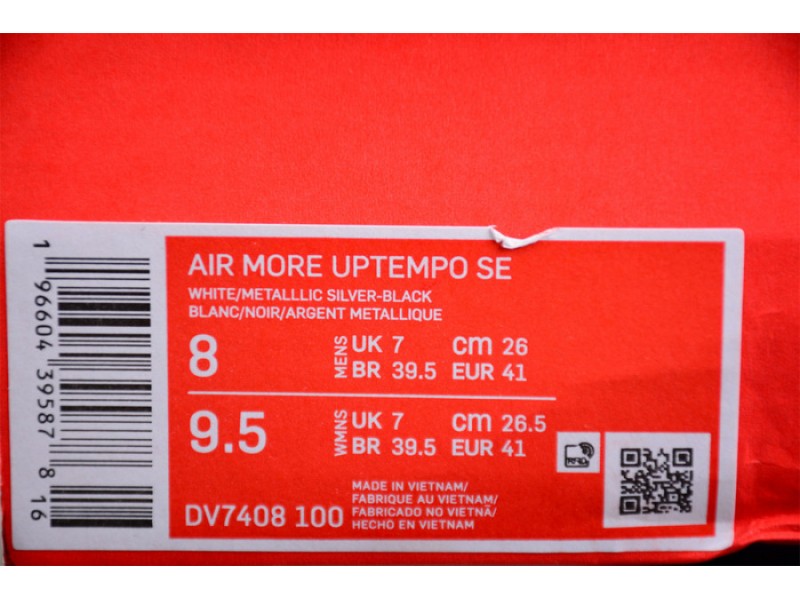 AIR MORE UPTEMPO SE
WHITE/METALLLIC SILVER-BLACK
BLANC/NOIR/ARGENT METALLIQUE
8 MENS UK 7 cm 26
BR 39.5 EUR 41
9.5 WMNS UK 7 cm 26.5
BR 39.5 EUR 41
RFID
DV7408 100
MADE IN VIETNAM/
FABRIQUE AU VIETNAM/
FABRICADO NO VIETNÃ/
HECHO EN VIETNAM
1 96604 39587 8 16